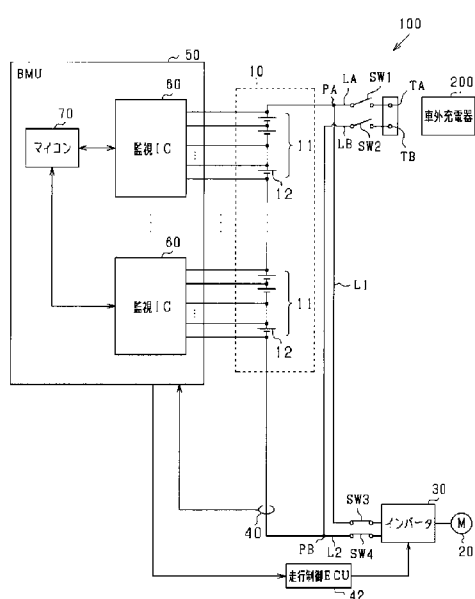 100
50
BMU
60
10
PA
LA
SW1
TA
200
70
マイコン
監視IC
11
LB
SW2
TB
車外充電器
12
60
監視IC
11
12
L1
40
SW3
30
インバータ
M
20
PB
L2
SW4
走行制御ECU
42